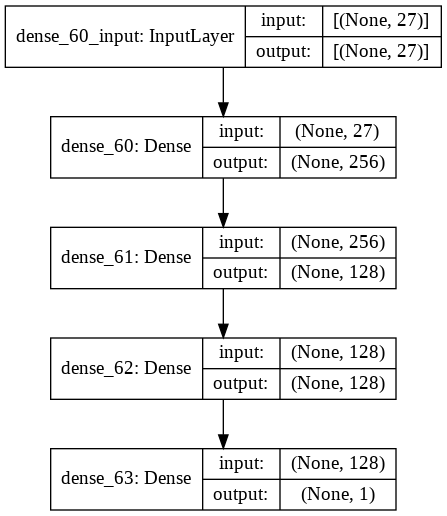 dense_60_input: InputLayer input: [(None, 27)]
output: [(None, 27)]
dense_60: Dense input: (None, 27)
output: (None, 256)
dense_61: Dense input: (None, 256)
output: (None, 128)
dense_62: Dense input: (None, 128)
output: (None, 128)
dense_63: Dense input: (None, 128)
output: (None, 1)